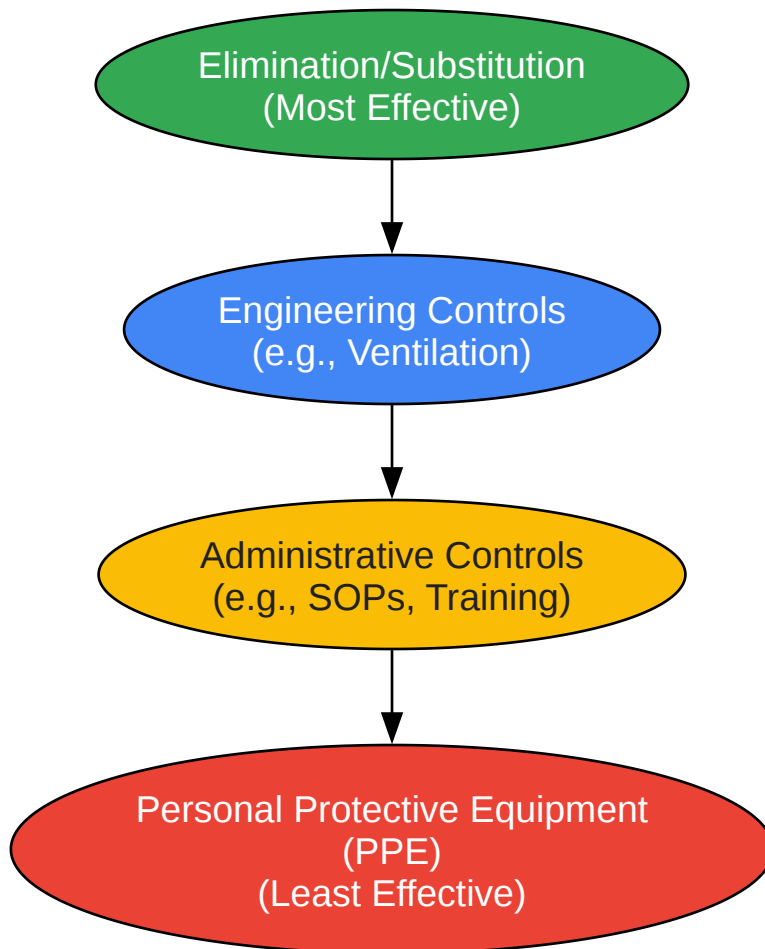 Elimination/Substitution
(Most Effective)
Engineering Controls
(e.g., Ventilation)
Administrative Controls
(e.g., SOPs, Training)
Personal Protective Equipment
(PPE)
(Least Effective)